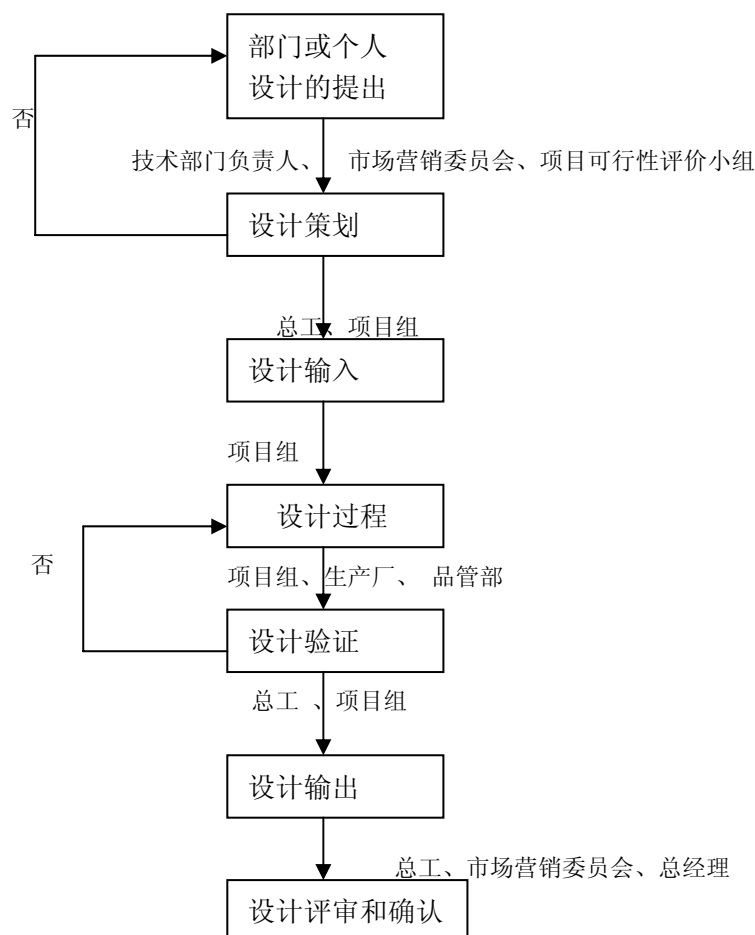 部门或个人
设计的提出
否
技术部门负责人、 市场营销委员会、项目可行性评价小组
设计策划
总工、项目组
设计输入
项目组
设计过程
否
项目组、生产厂、 品管部
设计验证
总工 、项目组
设计输出
总工、市场营销委员会、总经理
设计评审和确认